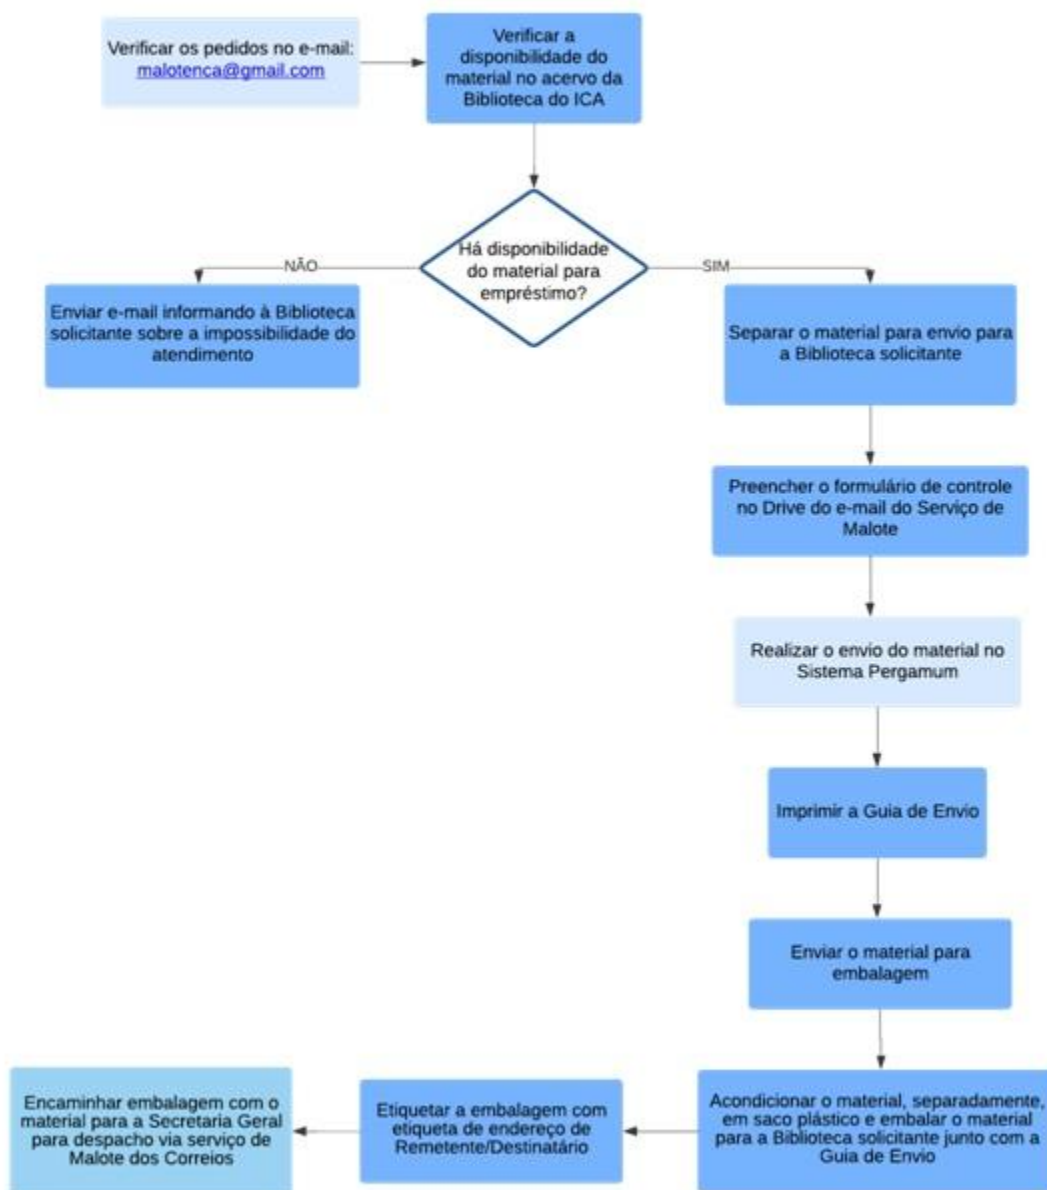 Verificar os pedidos no e-mail:
malotenca@gmail.com
Verificar a
disponibilidade do
material no acervo da
Biblioteca do ICA
Há disponibilidade
do material para
empréstimo?
NÃO
SIM
Enviar e-mail informando à Biblioteca
solicitante sobre a impossibilidade do
atendimento
Separar o material para envio para
a Biblioteca solicitante
Preencher o formulário de controle
no Drive do e-mail do Serviço de
Malote
Realizar o envio do material no
Sistema Pergamum
Imprimir a Guia de Envio
Enviar o material para
embalagem
Acondicionar o material, separadamente,
em saco plástico e embalar o material
para a Biblioteca solicitante junto com a
Guia de Envio
Etiquetar a embalagem com
etiqueta de endereço de
Remetente/Destinatário
Encaminhar embalagem com o
material para a Secretaria Geral
para despacho via serviço de
Malote dos Correios